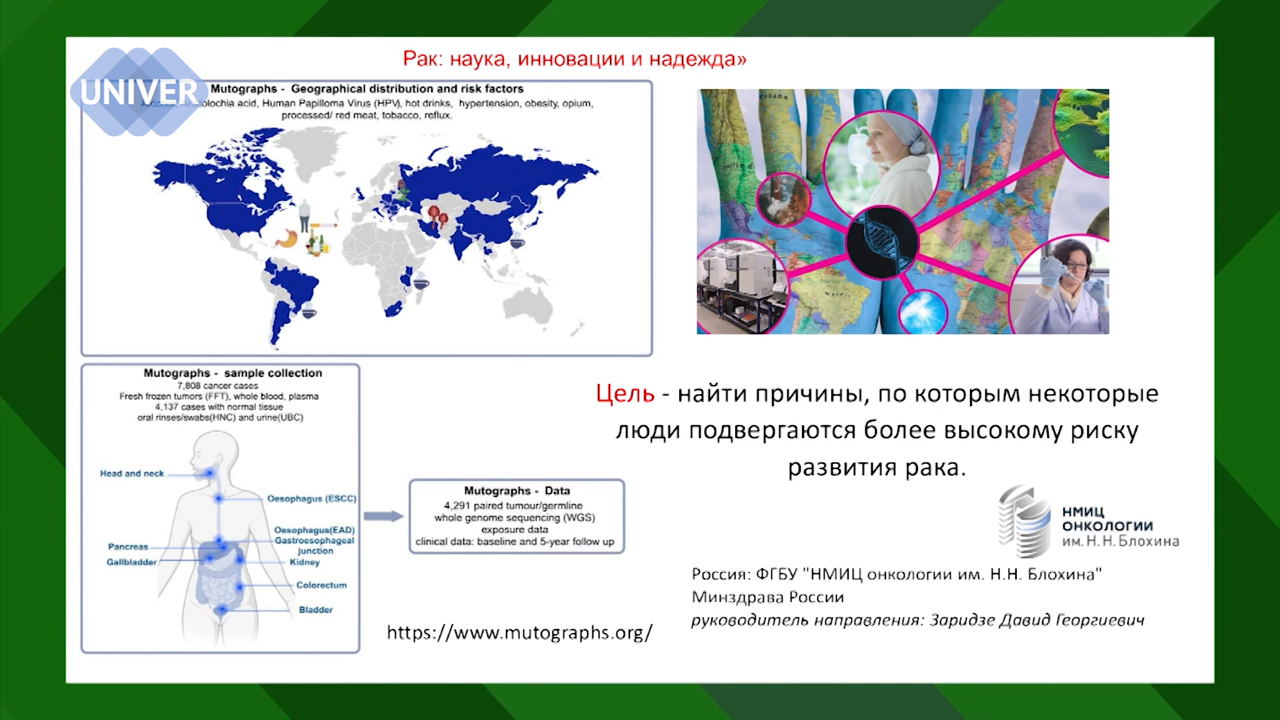 Рак: наука, инновации и надежда»
UNIVER
Mutographs - Geographical distribution and risk factors
acid, Human Papilloma Virus (HPV), hot drinks, hypertension, obesity, opium,
processed/ red meat, tobacco, reflux.
Mutographs - sample collection
7,808 cancer cases
Fresh frozen tumors (FFT), whole blood, plasma
4,137 cases with normal tissue
oral rinses/swabs(HNC) and urine(UBC)
Head and neck
Oesophagus (ESCC)
Oesophagus(EAD)
Gastroesophageal
junction
Pancreas
Gallbladder
Kidney
Colorectum
Bladder
Mutographs - Data
4,291 paired tumour/germline
whole genome sequencing (WGS)
exposure data
clinical data: baseline and 5-year follow up
https://www.mutographs.org/
Цель - найти причины, по которым некоторые
люди подвергаются более высокому риску
развития рака.
НМИЦ
ОНКОЛОГИИ
им. Н. Н. Блохина
Россия: ФГБУ "НМИЦ онкологии им. Н.Н. Блохина"
Минздрава России
руководитель направления: Заридзе Давид Георгиевич